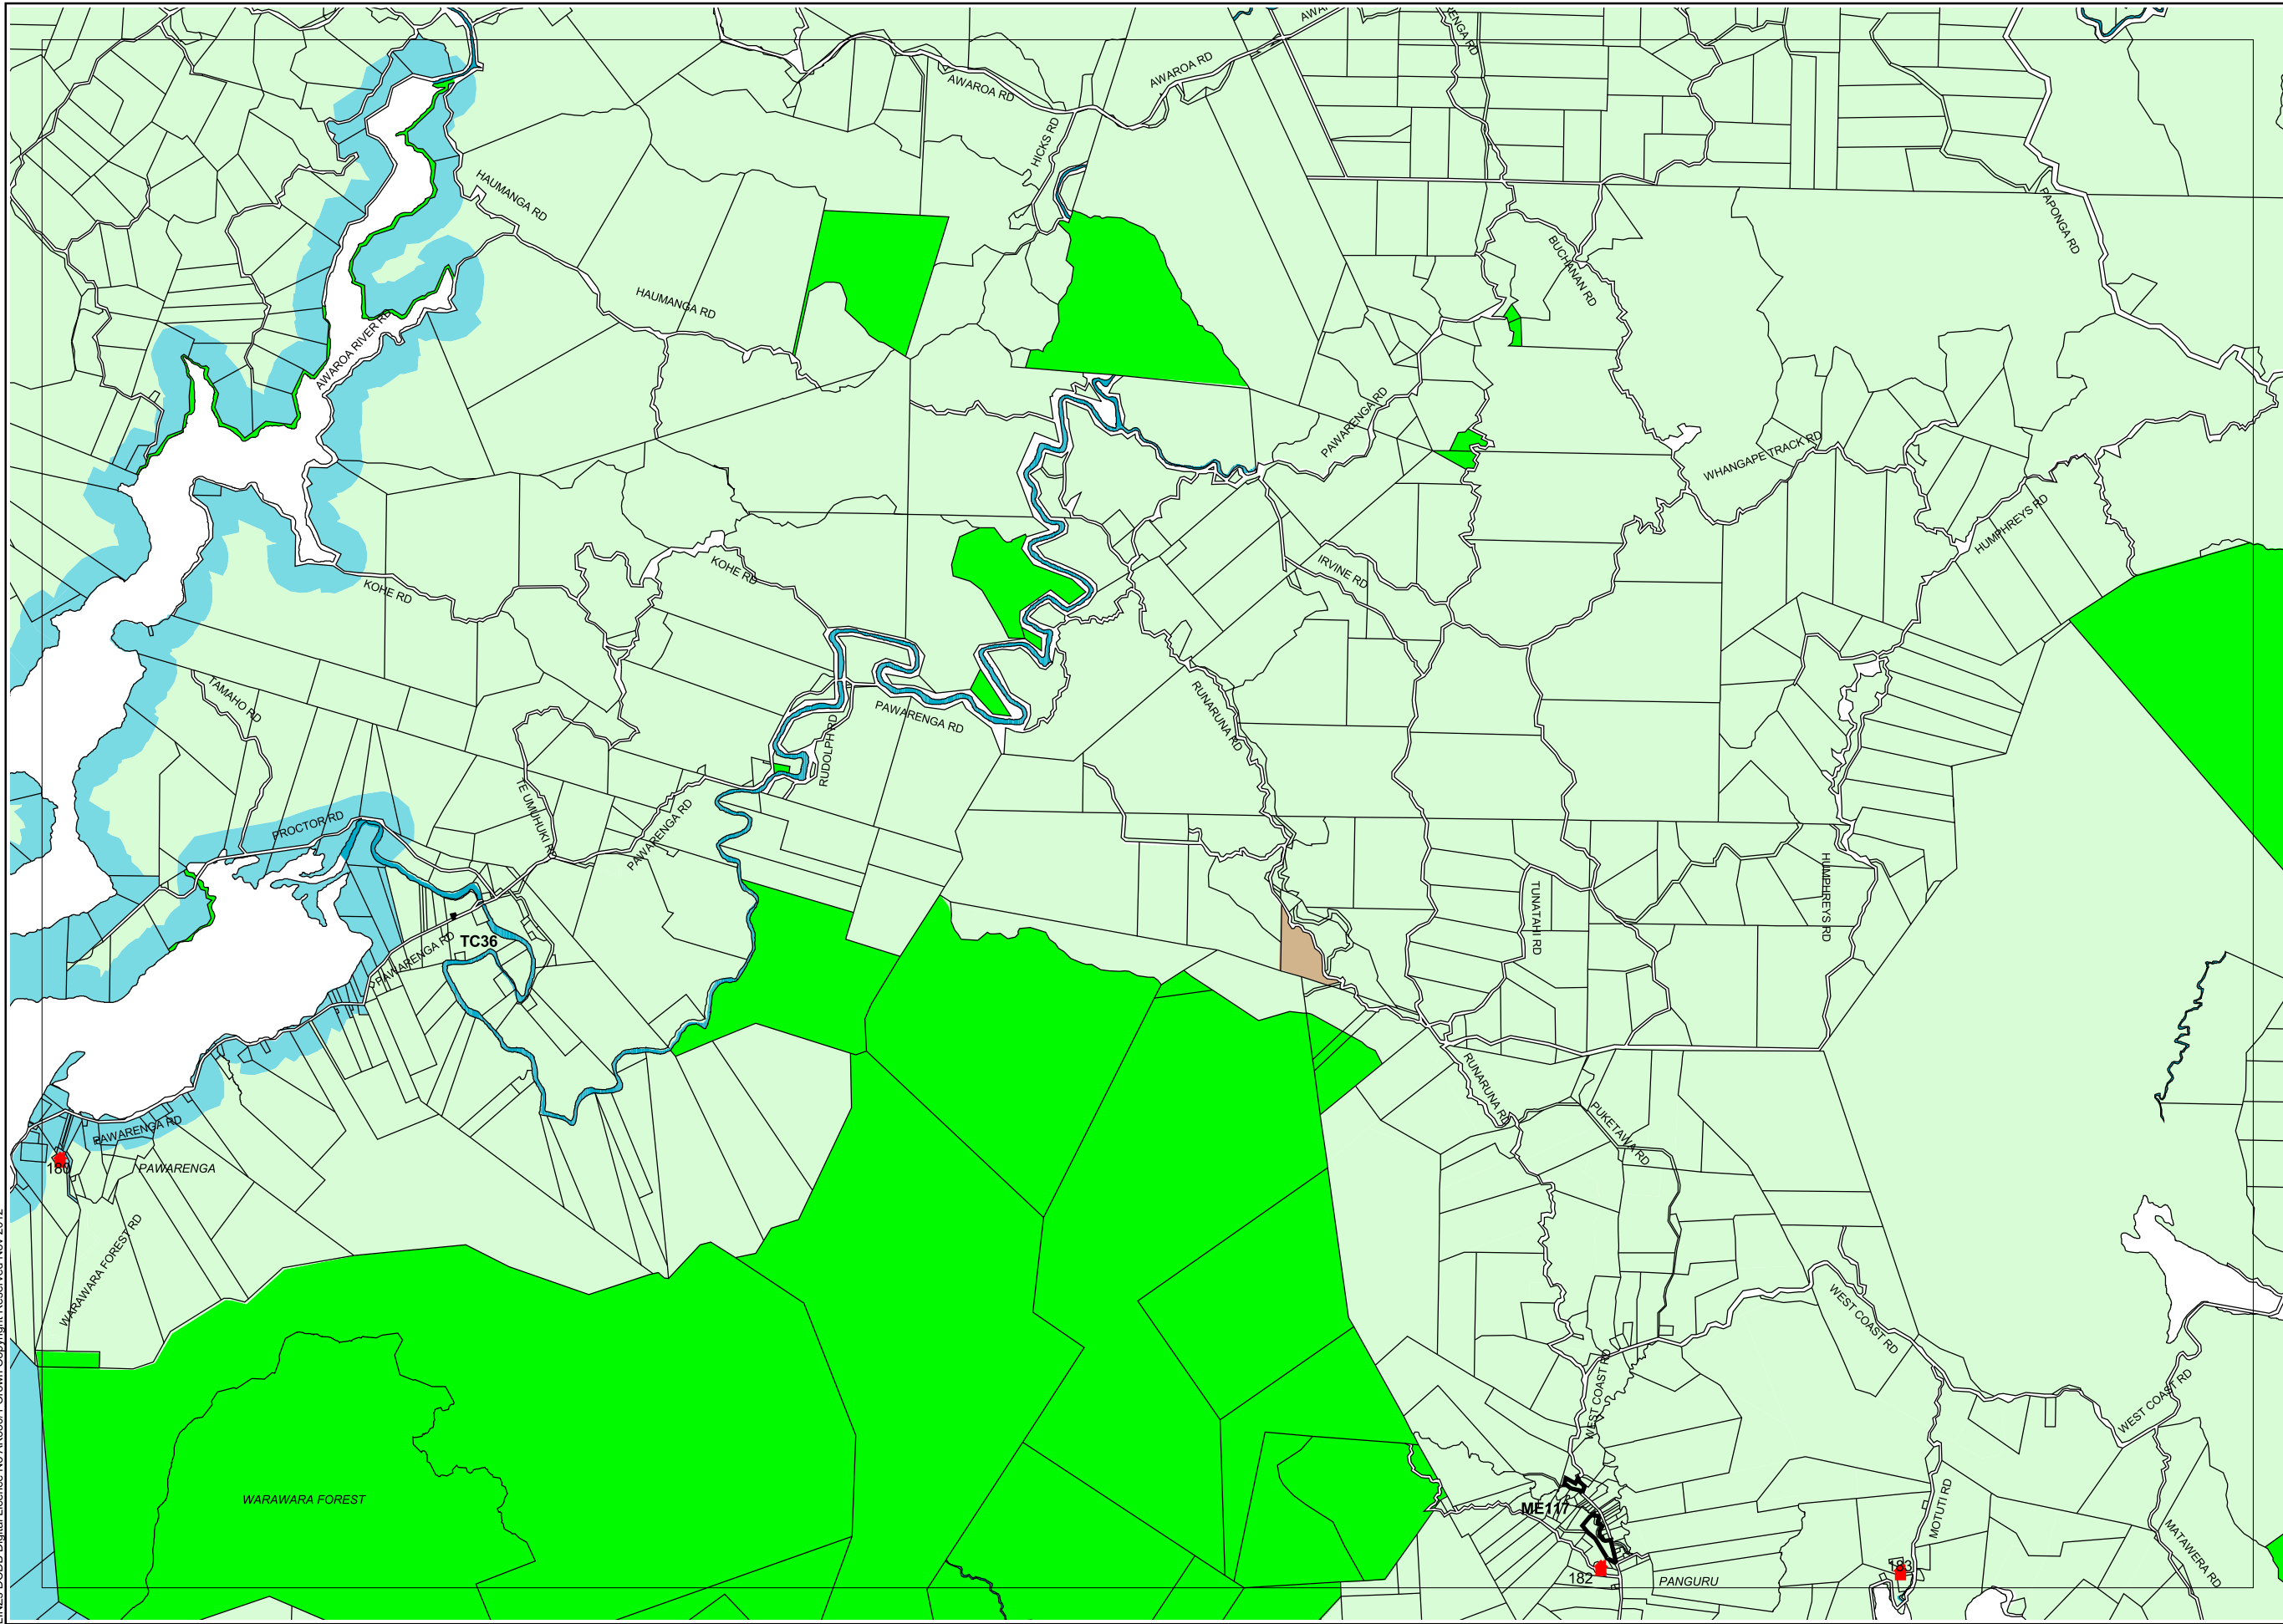 AWAROA RD
AWAROA RD
HICKS RD
HAUMANGA RD
HAUMANGA RD
PAPONGA RD
BUCHANAN RD
AWAROA RIVER RD
PAWARENGA RD
WHANGAPE TRACK RD
HUMPHREYS RD
KOHE RD
KOHE RD
IRVINE RD
TAMAHO RD
RUNARUNA RD
PAWARENGA RD
RUDOLPH RD
TE UMUHUKI RD
PROCTOR RD
PAWARENGA RD
HUMPHREYS RD
TUNATAHI RD
TC36
PAWARENGA RD
RUNARUNA RD
PUKETAWA RD
PAWARENGA RD
180
PAWARENGA
WARAWARA FOREST RD
WEST COAST RD
WEST COAST RD
WEST COAST RD
WARAWARA FOREST
ME117
MOTUTI RD
MATAWERA RD
182
PANGURU
183